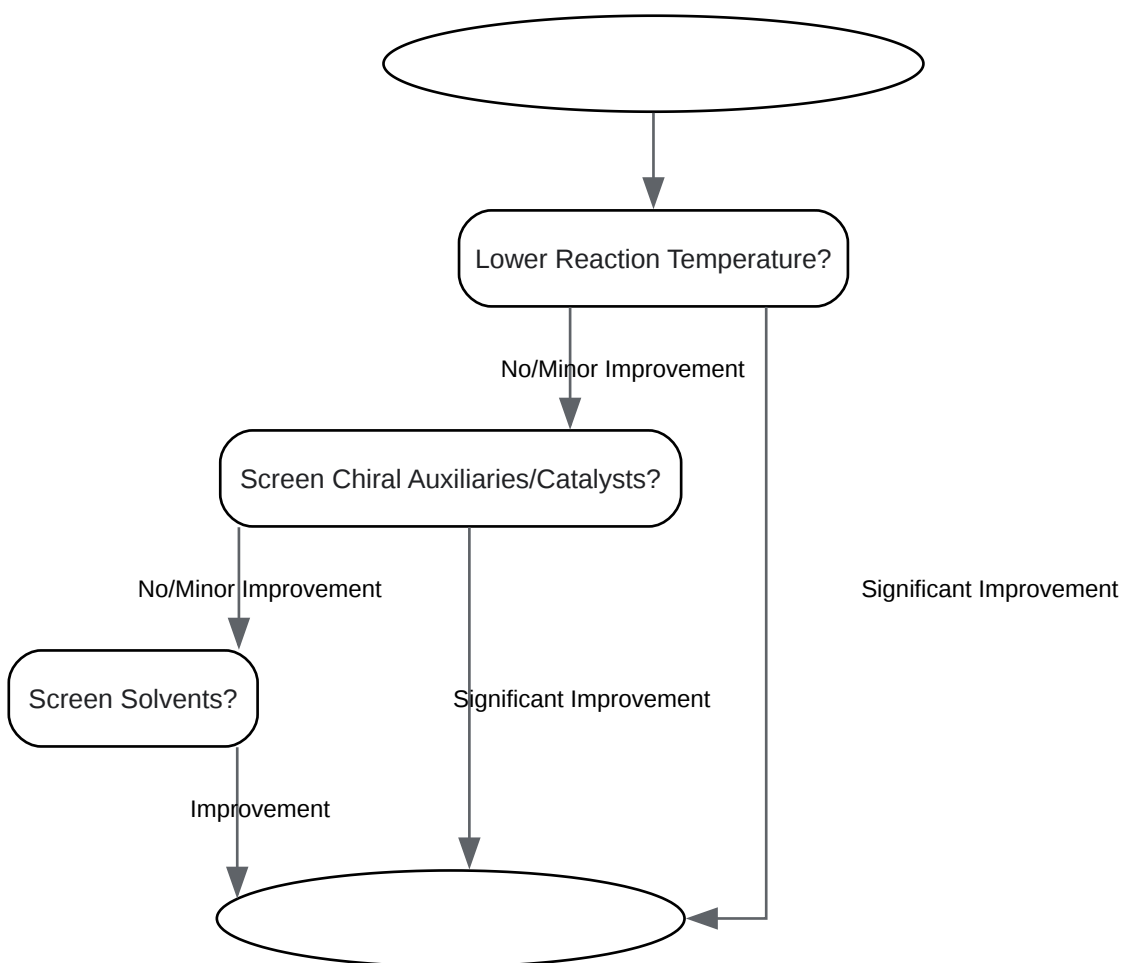 Lower Reaction Temperature?
No/Minor Improvement
Screen Chiral Auxiliaries/Catalysts?
No/Minor Improvement
Significant Improvement
Screen Solvents?
Significant Improvement
Improvement